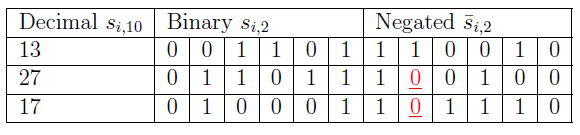 Decimal s_{i,10} Binary s_{i,2} Negated s̄_{i,2}
13 0 0 1 1 0 1 1 1 0 0 1 0
27 0 1 1 0 1 1 1 0 0 1 0 0
17 0 1 0 0 0 1 1 0 1 1 1 0